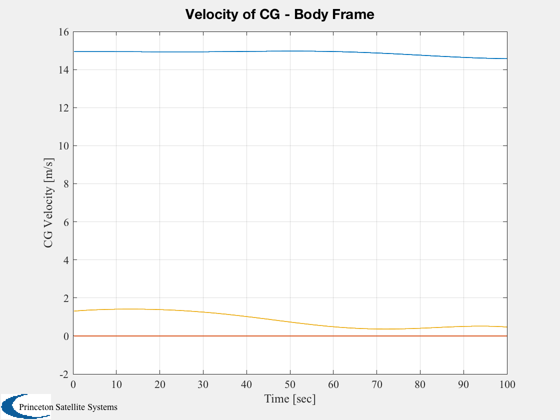 Velocity of CG - Body Frame
16
14
12
10
8
6
4
2
0
-2
CG Velocity [m/s]
0 10 20 30 40 50 60 70 80 90 100
Time [sec]
Princeton Satellite Systems